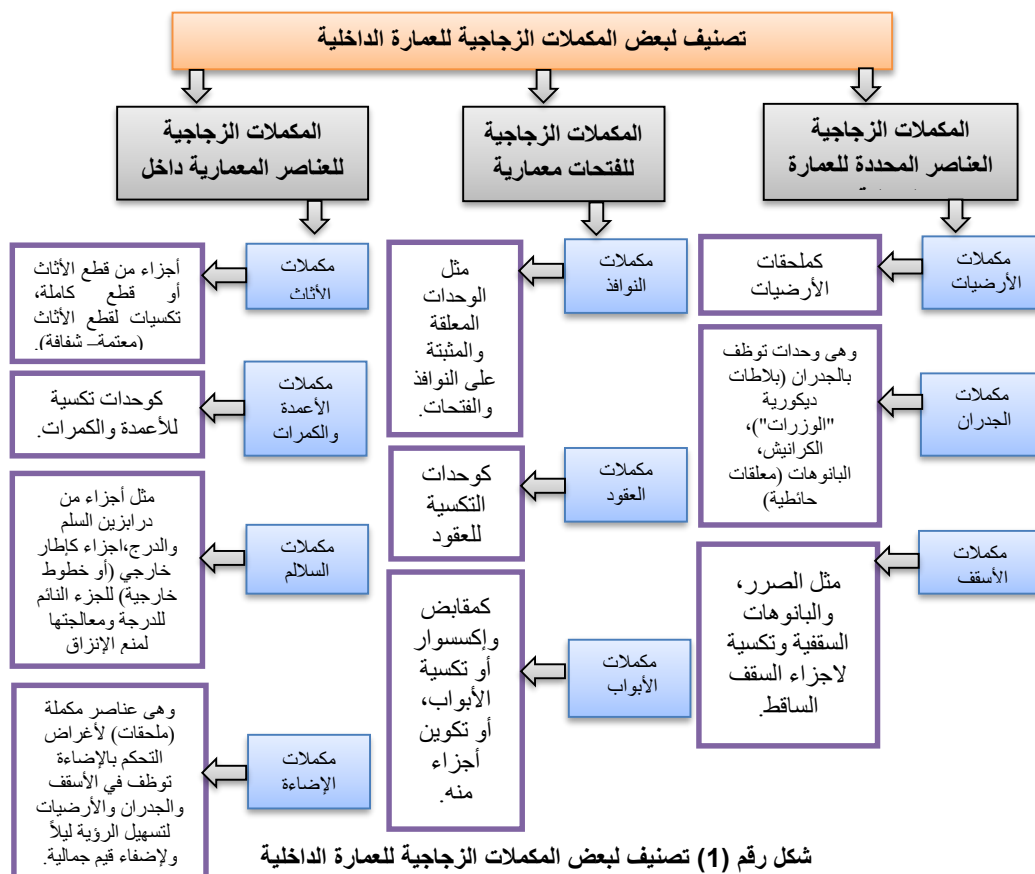 تصنيف لبعض المكملات الزجاجية للعمارة الداخلية
المكملات الزجاجية
العناصر المحددة للعمارة
مكملات
الأرضيات
كملحقات
الأرضيات
مكملات
الجدران
وهى وحدات توظف
بالجدران (بلاطات
ديكورية
"الوزرات")،
الكرانيش،
البانوهات (معلقات
حائطية)
مكملات
الأسقف
مثل الصرر،
والبانوهات
السقفية وتكسية
لاجزاء السقف
الساقط.
المكملات الزجاجية
للفتحات معمارية
مكملات
النوافذ
مثل
الوحدات
المعلقة
والمثبتة
على النوافذ
والفتحات.
مكملات
العقود
كوحدات
التكسية
للعقود
مكملات
الأبواب
كمقابض
وإكسسوار
أو تكسية
الأبواب،
أو تكوين
أجزاء
منه.
المكملات الزجاجية
للعناصر المعمارية داخل
مكملات
الأثاث
أجزاء من قطع الأثاث
أو قطع كاملة،
تكسيات لقطع الأثاث
(معتمة– شفافة).
مكملات
الأعمدة
والكمرات
كوحدات تكسية
للأعمدة والكمرات.
مكملات
السلالم
مثل أجزاء من
درابزين السلم
والدرج،اجزاء كإطار
خارجي (أو خطوط
خارجية) للجزء النائم
للدرجة ومعالجتها
لمنع الإنزاق
مكملات
الإضاءة
وهى عناصر مكملة
(ملحقات) لأغراض
التحكم بالإضاءة
توظف في الأسقف
والجدران والأرضيات
لتسهيل الرؤية ليلاً
ولإضفاء قيم جمالية.
شكل رقم (1) تصنيف لبعض المكملات الزجاجية للعمارة الداخلية